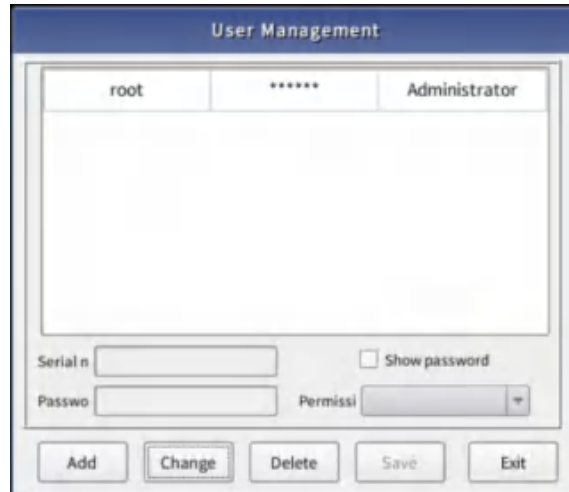 User Management
root ****** Administrator
Serial n Show password
Passwo Permissi
Add Change Delete Save Exit